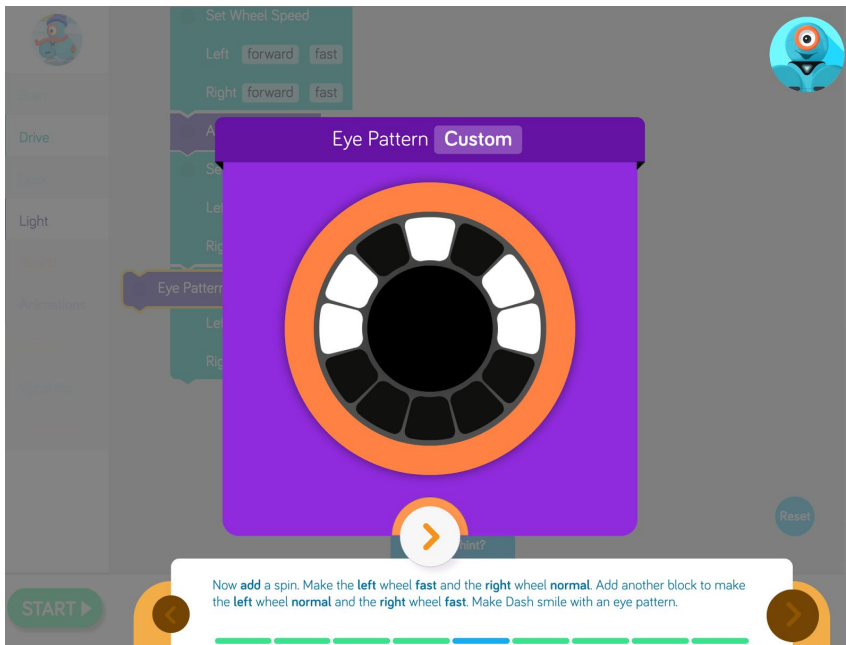 Set Wheel Speed
Left forward fast
Right forward fast
Drive
Eye Pattern Custom
Light
Eye Pattern
Animations
Reset
hint?
Now add a spin. Make the left wheel fast and the right wheel normal. Add another block to make
the left wheel normal and the right wheel fast. Make Dash smile with an eye pattern.
START